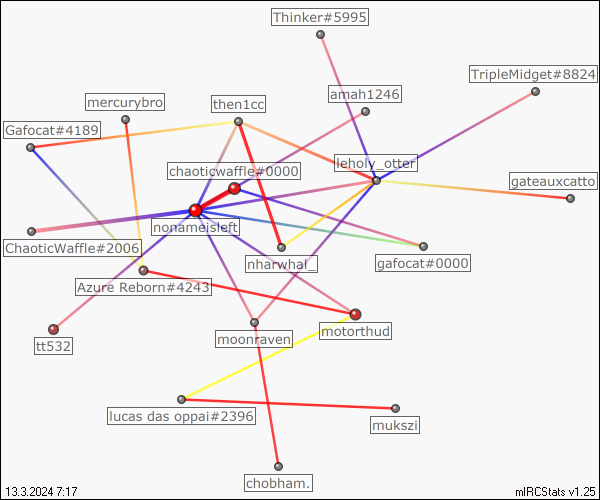 Thinker#5995
TripleMidget#8824
amah1246
mercurybro
then1cc
Gafocat#4189
leholy_otter
chaoticwaffle#0000
gateauxcatto
nonameisleft
ChaoticWaffle#2006
nharwhal_
gafocat#0000
Azure Reborn#4243
motorthud
moonraven
tt532
lucas das oppai#2396
mukszi
chobham.
13.3.2024 7:17
mIRCStats v1.25